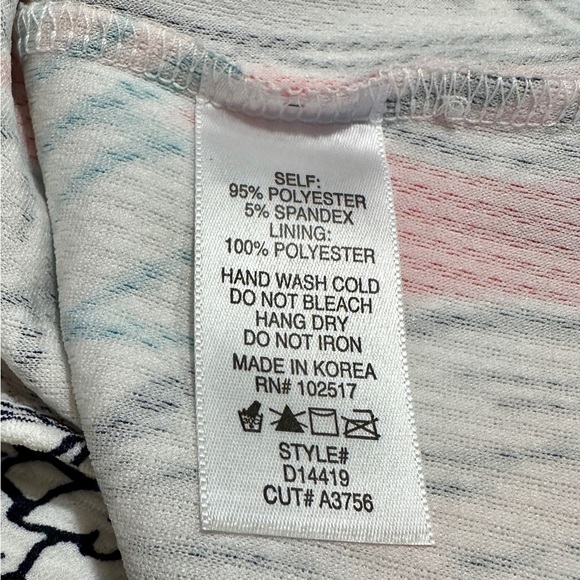 SELF:
95% POLYESTER
5% SPANDEX
LINING:
100% POLYESTER
HAND WASH COLD
DO NOT BLEACH
HANG DRY
DO NOT IRON
MADE IN KOREA
RN# 102517
STYLE#
D14419
CUT# A3756